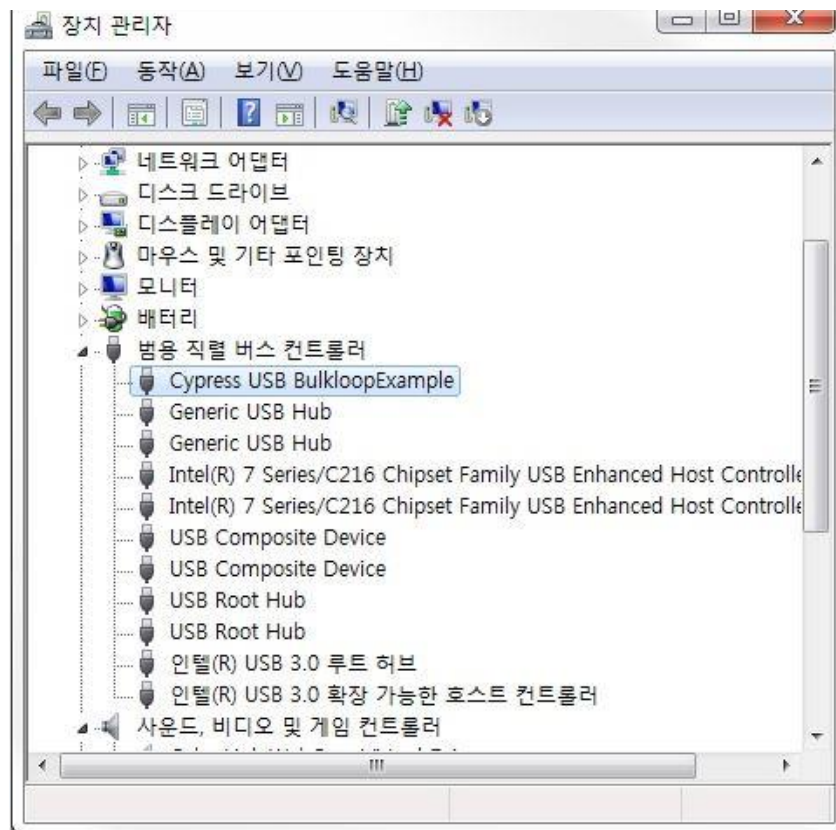 장치 관리자
파일(F) 동작(A) 보기(V) 도움말(H)
네트워크 어댑터
디스크 드라이브
디스플레이 어댑터
마우스 및 기타 포인팅 장치
모니터
배터리
범용 직렬 버스 컨트롤러
Cypress USB BulkloopExample
Generic USB Hub
Generic USB Hub
Intel(R) 7 Series/C216 Chipset Family USB Enhanced Host Controlle
Intel(R) 7 Series/C216 Chipset Family USB Enhanced Host Controlle
USB Composite Device
USB Composite Device
USB Root Hub
USB Root Hub
인텔(R) USB 3.0 루트 허브
인텔(R) USB 3.0 확장 가능한 호스트 컨트롤러
사운드, 비디오 및 게임 컨트롤러